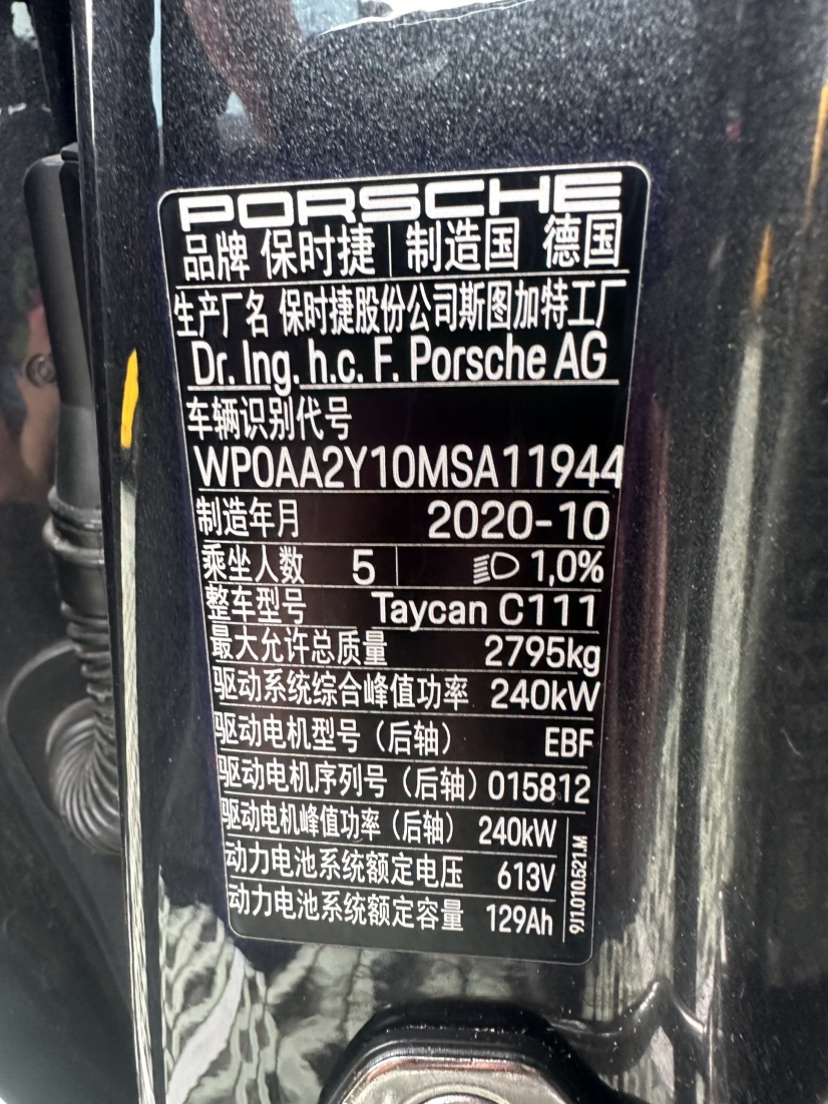 PORSCHE
品牌 保时捷 制造国 德国
生产厂名 保时捷股份公司斯图加特工厂
Dr. Ing. h.c. F. Porsche AG
车辆识别代号
WP0AA2Y10MSA11944
制造年月 2020-10
乘坐人数 5 1,0%
整车型号 Taycan C111
最大允许总质量 2795kg
驱动系统综合峰值功率 240kW
驱动电机型号（后轴） EBF
驱动电机序列号（后轴）015812
驱动电机峰值功率（后轴） 240kW
动力电池系统额定电压 613V
动力电池系统额定容量 129Ah
9J1.010.521.M